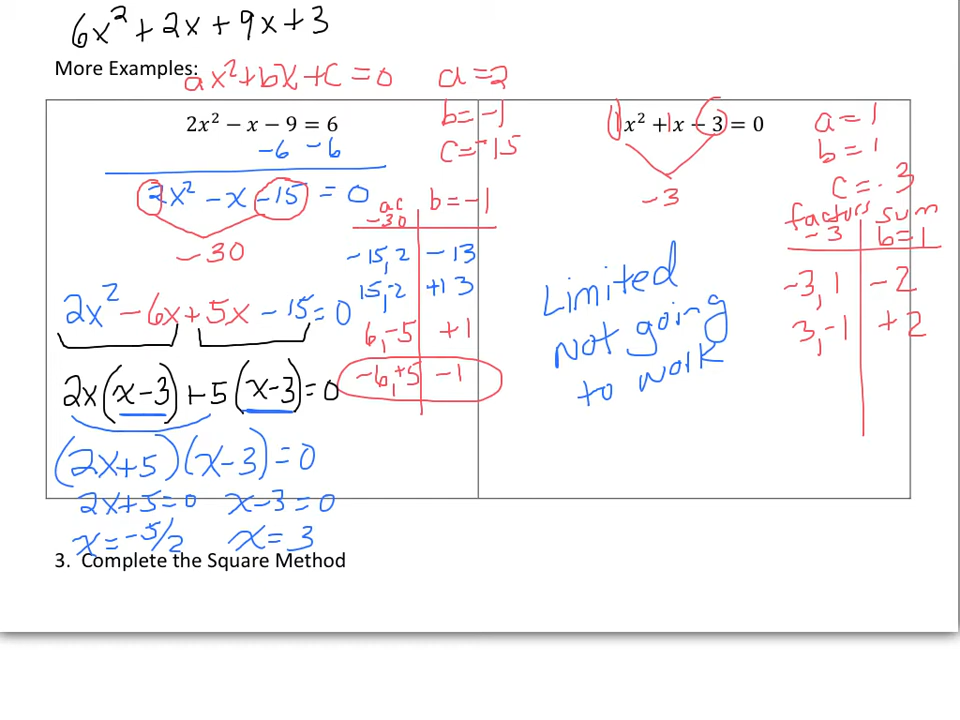 6x² + 2x + 9x + 3
More Examples:
ax² + bx + c = 0
a = 2
b = -1
c = -15
2x² − x − 9 = 6
-6 -6
2x² - x - 15 = 0
-30
ac b = -1
-30
-15, 2 -13
15, -2 +13
6, -5 +1
-6, +5 -1
2x² - 6x + 5x - 15 = 0
2x(x-3) + 5(x-3) = 0
(2x+5)(x-3) = 0
2x+5=0 x-3=0
x = -5/2 x = 3
1x² + 1x − 3 = 0
-3
a = 1
b = 1
c = -3
factors sum
-3 b=1
-3, 1 -2
3, -1 +2
Limited
Not going
to work
3. Complete the Square Method